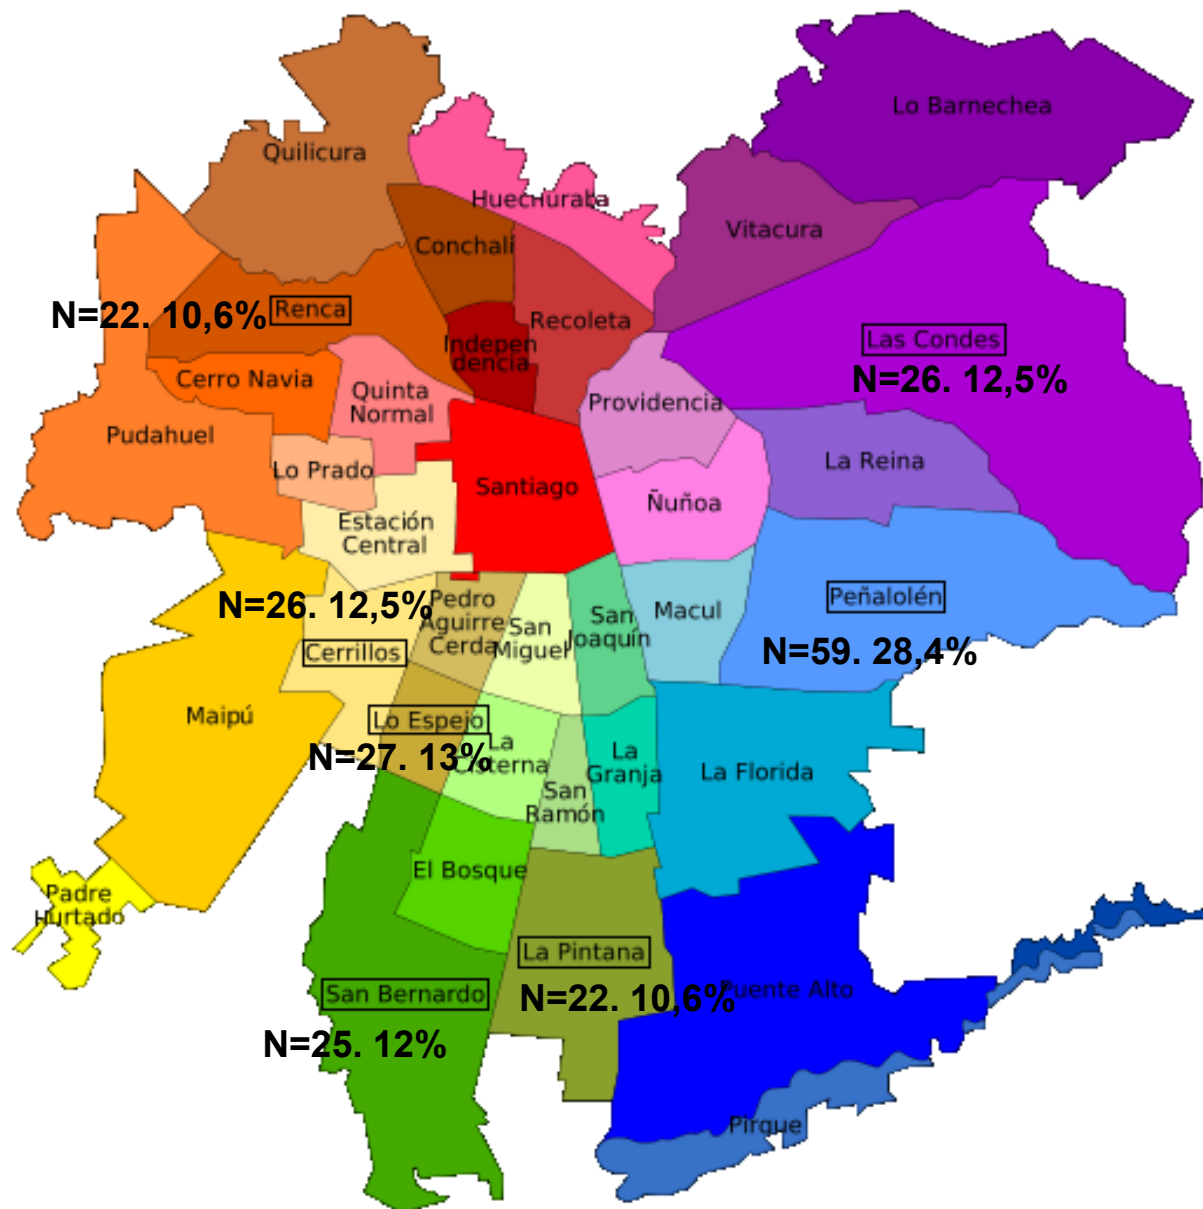 Lo Barnechea
Quilicura
Huechuraba
Vitacura
Conchalí
N=22. 10,6%
Renca
Recoleta
Indepen
dencia
Las Condes
N=26. 12,5%
Cerro Navia
Quinta
Normal
Providencia
Pudahuel
Lo Prado
La Reina
Santiago
Ñuñoa
Estación
Central
N=26. 12,5%
Pedro
Aguirre
Cerda
San
Miguel
San
Joaquín
Macul
Peñalolén
N=59. 28,4%
Cerrillos
Maipú
Lo Espejo
N=27. 13%
La
Cisterna
La
Granja
La Florida
San
Ramón
El Bosque
Padre
Hurtado
La Pintana
N=22. 10,6%
Puente Alto
San Bernardo
N=25. 12%
Pirque